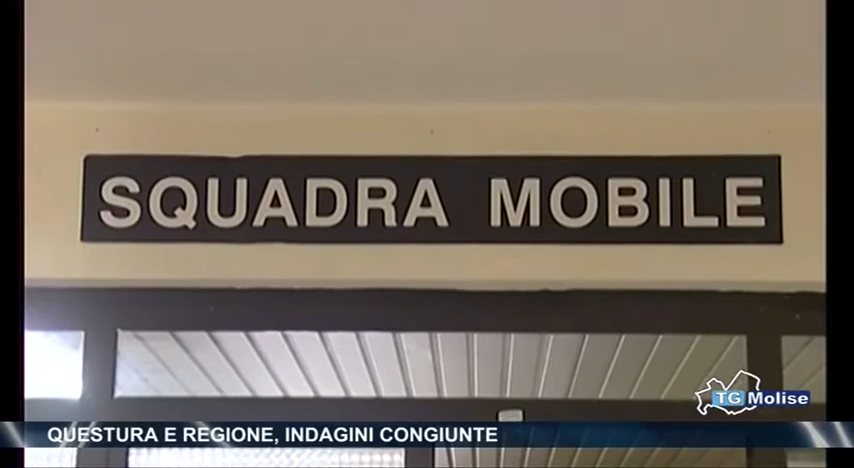 SQUADRA MOBILE
TG Molise
QUESTURA E REGIONE, INDAGINI CONGIUNTE